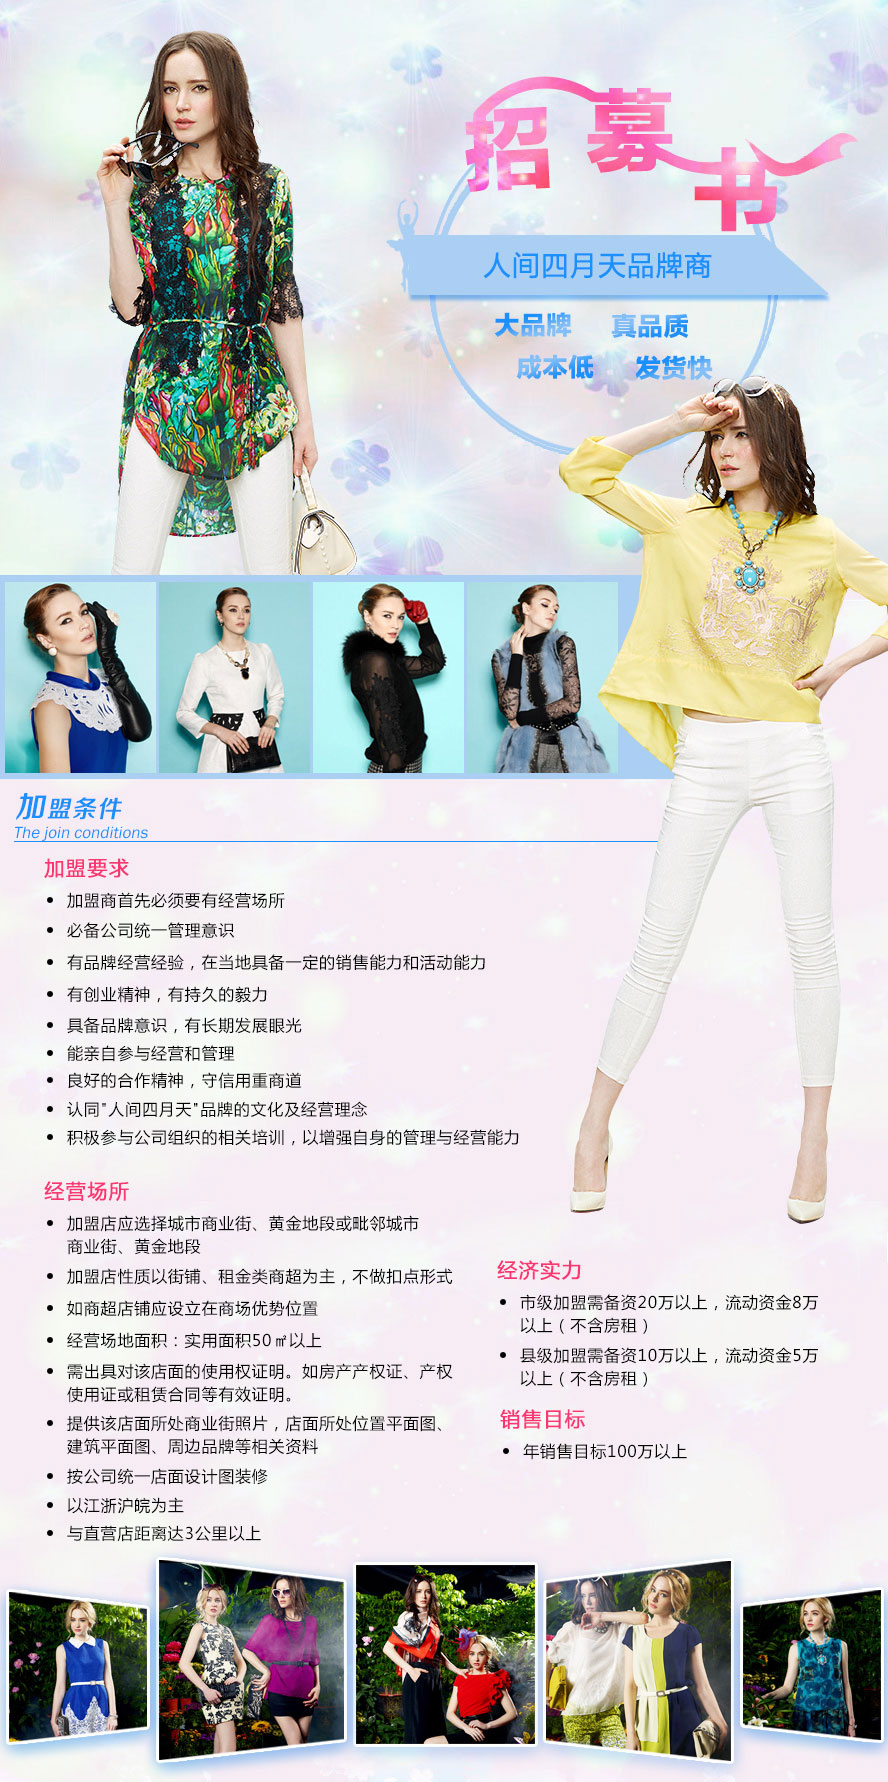 招募书
人间四月天品牌商
大品牌 真品质
成本低 发货快
加盟条件
The join conditions
加盟要求
• 加盟商首先必须要有经营场所
• 必备公司统一管理意识
• 有品牌经营经验，在当地具备一定的销售能力和活动能力
• 有创业精神，有持久的毅力
• 具备品牌意识，有长期发展眼光
• 能亲自参与经营和管理
• 良好的合作精神，守信用重商道
• 认同"人间四月天"品牌的文化及经营理念
• 积极参与公司组织的相关培训，以增强自身的管理与经营能力
经营场所
• 加盟店应选择城市商业街、黄金地段或毗邻城市
商业街、黄金地段
• 加盟店性质以街铺、租金类商超为主，不做扣点形式
• 如商超店铺应设立在商场优势位置
• 经营场地面积：实用面积50㎡以上
• 需出具对该店面的使用权证明。如房产产权证、产权
使用证或租赁合同等有效证明。
• 提供该店面所处商业街照片，店面所处位置平面图、
建筑平面图、周边品牌等相关资料
• 按公司统一店面设计图装修
• 以江浙沪皖为主
• 与直营店距离达3公里以上
经济实力
• 市级加盟需备资20万以上，流动资金8万
以上（不含房租）
• 县级加盟需备资10万以上，流动资金5万
以上（不含房租）
销售目标
• 年销售目标100万以上